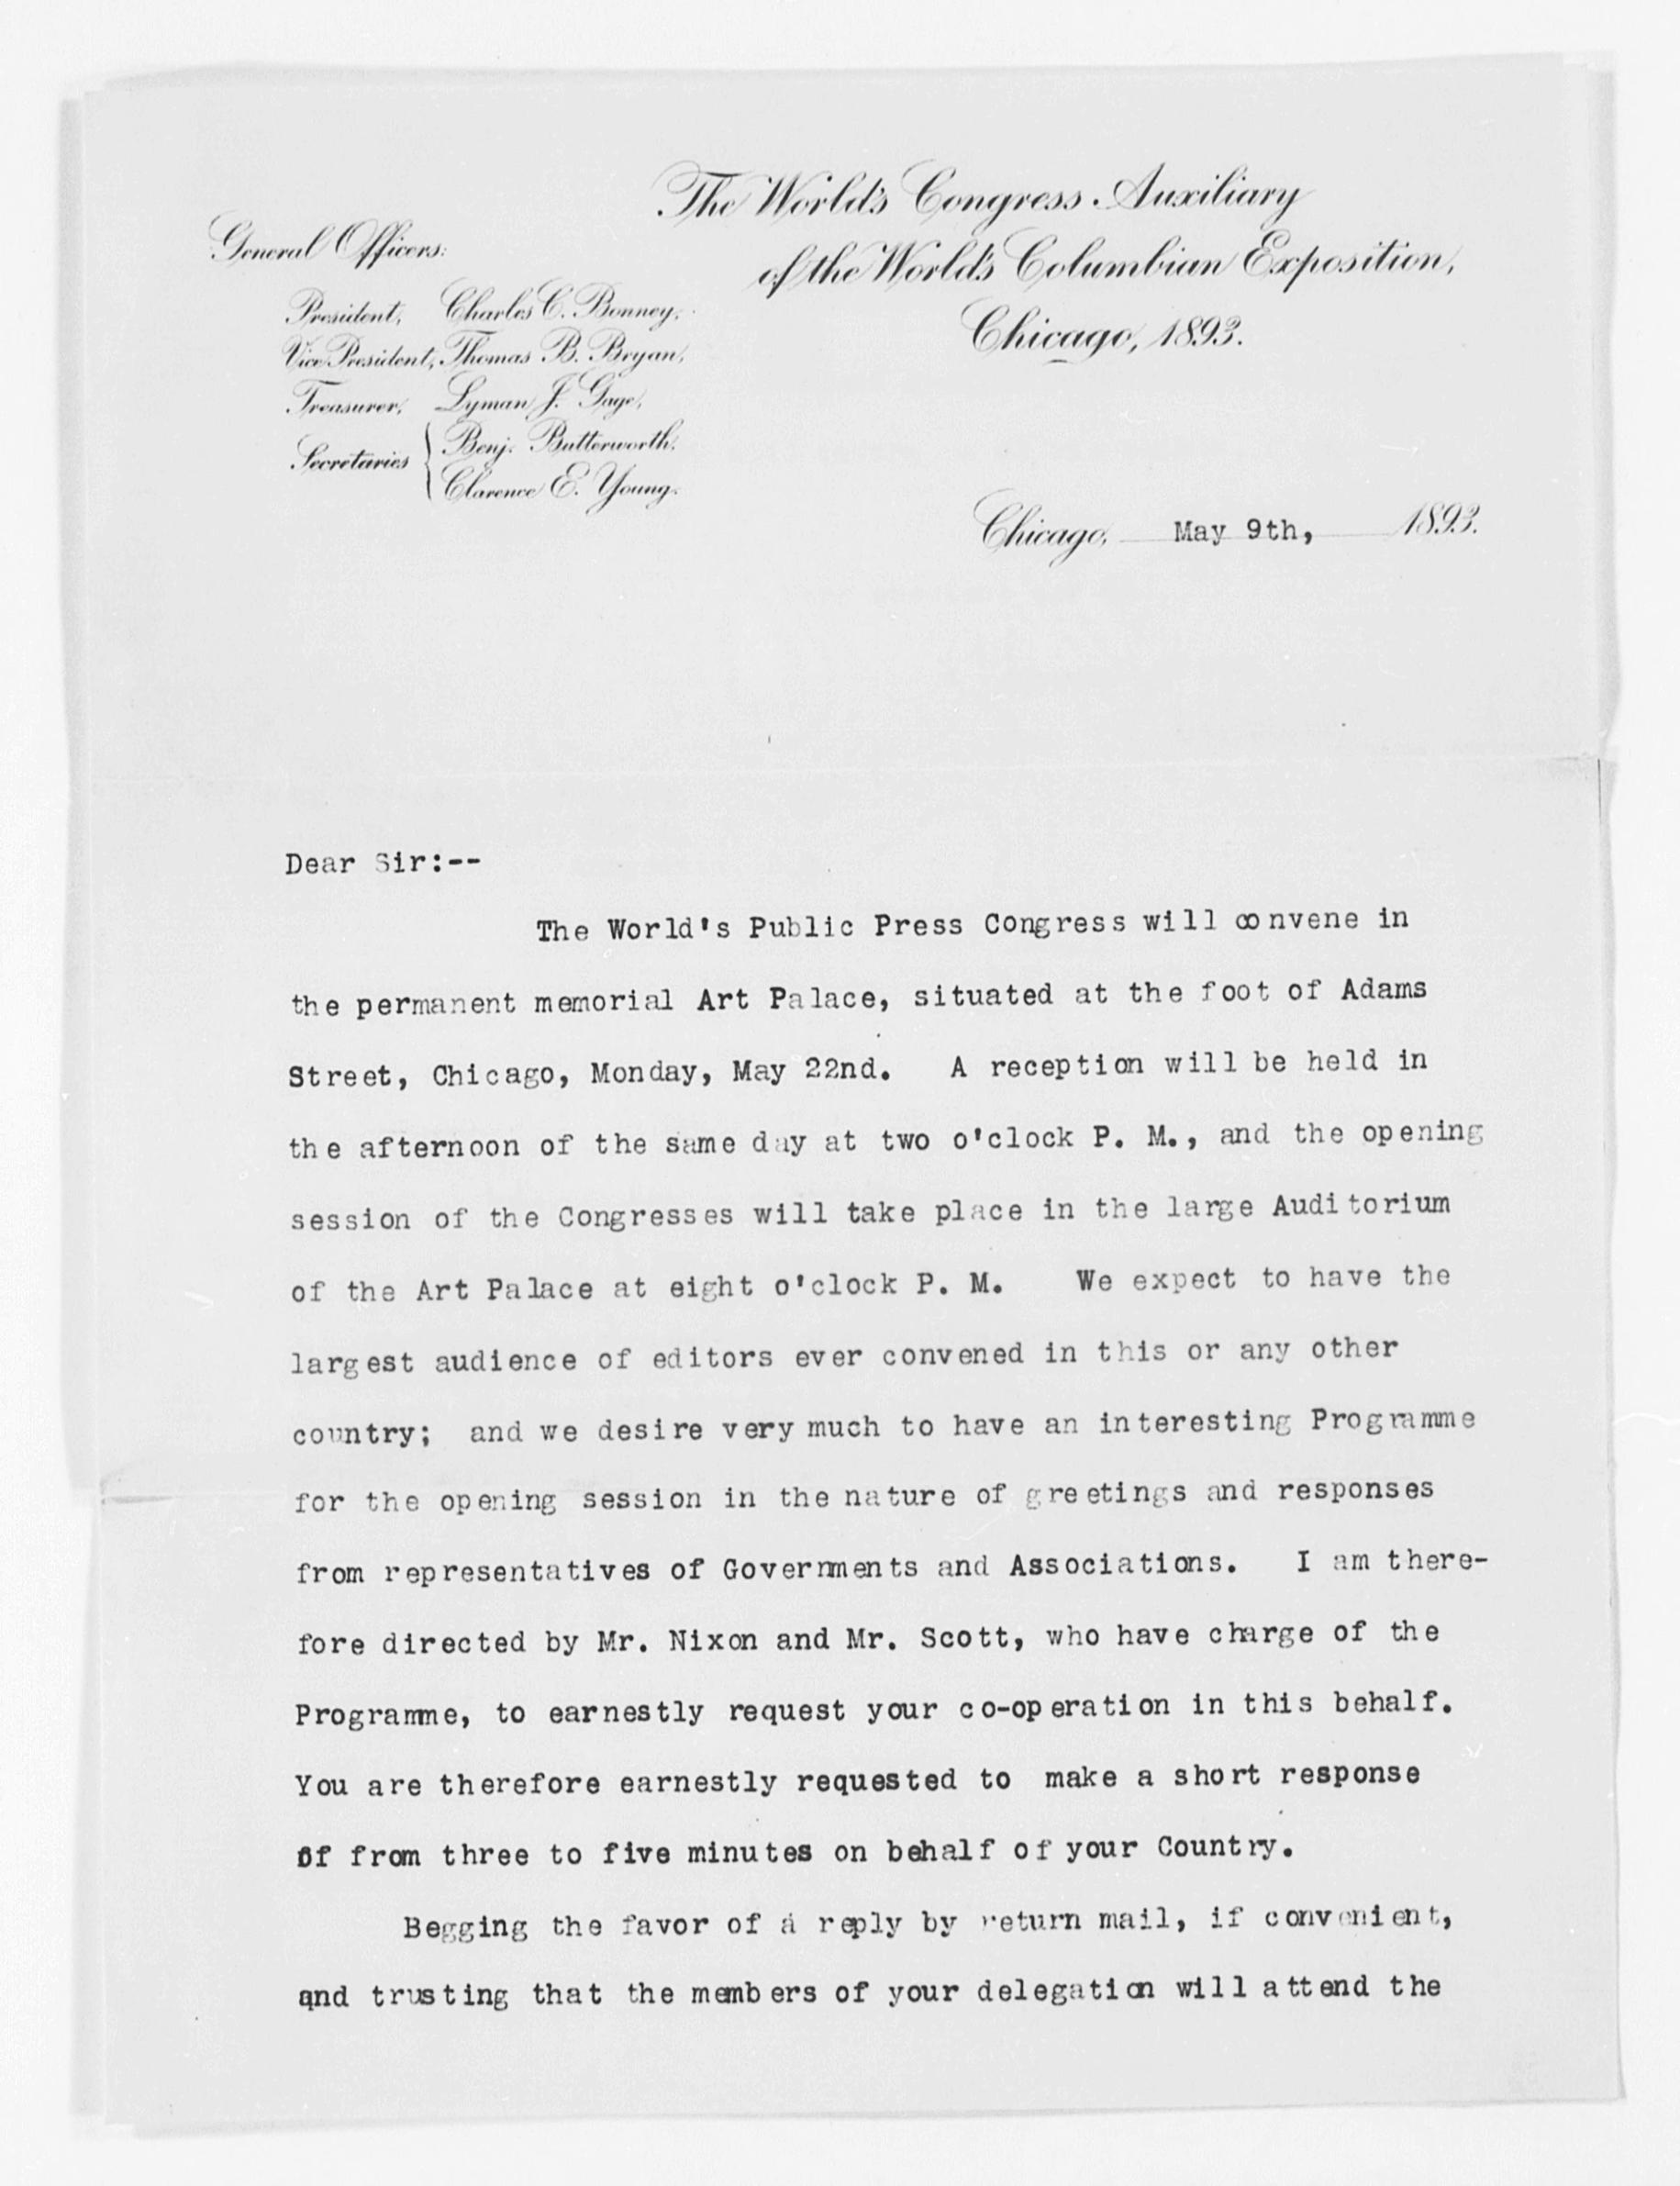 The World's Congress Auxiliary
of the World's Columbian Exposition,
Chicago, 1893.
General Officers:
President, Charles C. Bonney,
Vice President, Thomas B. Bryan,
Treasurer, Lyman J. Gage,
Secretaries { Benj. Butterworth.
Clarence E. Young.
Chicago, May 9th, 1893.
Dear Sir:--
The World's Public Press Congress will convene in
the permanent memorial Art Palace, situated at the foot of Adams
Street, Chicago, Monday, May 22nd. A reception will be held in
the afternoon of the same day at two o'clock P. M., and the opening
session of the Congresses will take place in the large Auditorium
of the Art Palace at eight o'clock P. M. We expect to have the
largest audience of editors ever convened in this or any other
country; and we desire very much to have an interesting Programme
for the opening session in the nature of greetings and responses
from representatives of Governments and Associations. I am there-
fore directed by Mr. Nixon and Mr. Scott, who have charge of the
Programme, to earnestly request your co-operation in this behalf.
You are therefore earnestly requested to make a short response
of from three to five minutes on behalf of your Country.
Begging the favor of a reply by return mail, if convenient,
and trusting that the members of your delegation will attend the